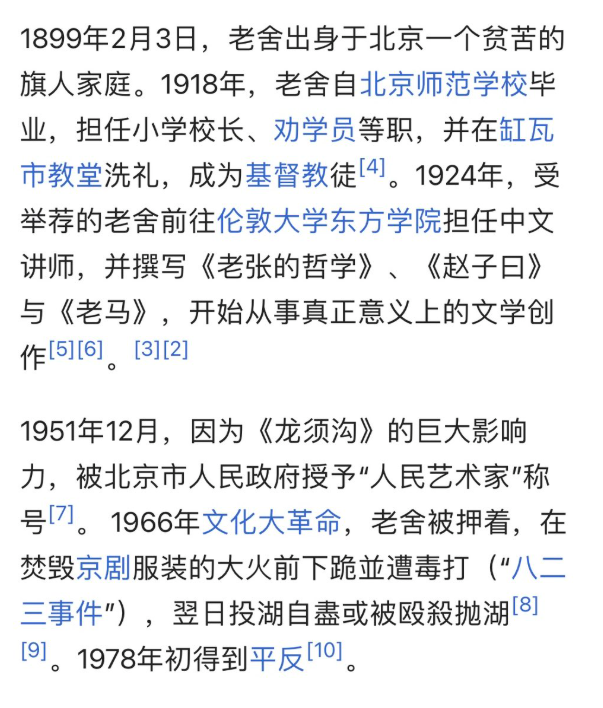 1899年2月3日，老舍出身于北京一个贫苦的
旗人家庭。1918年，老舍自北京师范学校毕
业，担任小学校长、劝学员等职，并在缸瓦
市教堂洗礼，成为基督教徒[4]。1924年，受
举荐的老舍前往伦敦大学东方学院担任中文
讲师，并撰写《老张的哲学》、《赵子曰》
与《老马》，开始从事真正意义上的文学创
作[5][6]。[3][2]
1951年12月，因为《龙须沟》的巨大影响
力，被北京市人民政府授予“人民艺术家”称
号[7]。 1966年文化大革命，老舍被押着，在
焚毁京剧服装的大火前下跪並遭毒打（“八二
三事件”），翌日投湖自盡或被殴殺抛湖[8]
[9]。1978年初得到平反[10]。